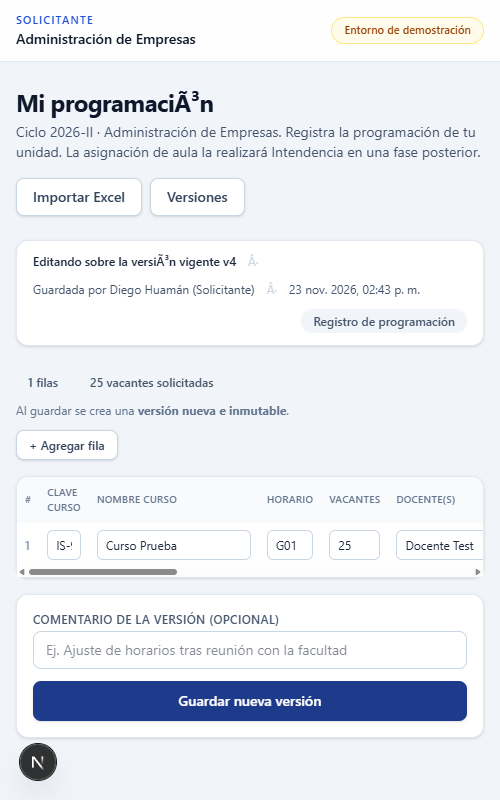 SOLICITANTE
Administración de Empresas
Entorno de demostración
Mi programaciÃ³n
Ciclo 2026-II · Administración de Empresas. Registra la programación de tu
unidad. La asignación de aula la realizará Intendencia en una fase posterior.
Importar Excel
Versiones
Editando sobre la versiÃ³n vigente v4 Â·
Guardada por Diego Huamán (Solicitante) Â· 23 nov. 2026, 02:43 p. m.
Registro de programación
1 filas 25 vacantes solicitadas
Al guardar se crea una versión nueva e inmutable.
+ Agregar fila
# CLAVE CURSO NOMBRE CURSO HORARIO VACANTES DOCENTE(S)
1 IS- Curso Prueba G01 25 Docente Test
COMENTARIO DE LA VERSIÓN (OPCIONAL)
Ej. Ajuste de horarios tras reunión con la facultad
Guardar nueva versión
N